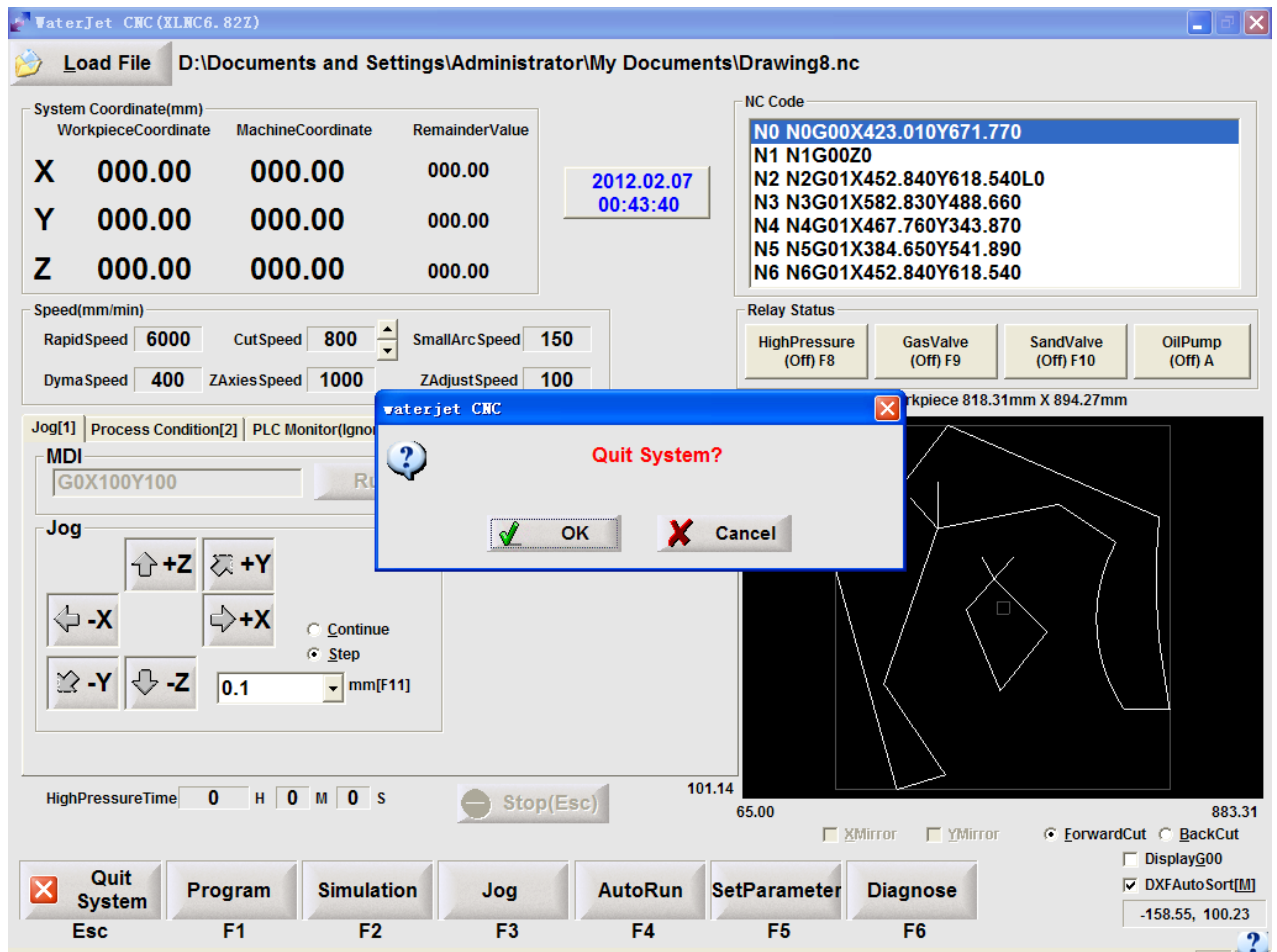 WaterJet CNC(XLNC6.82Z)
Load File D:\Documents and Settings\Administrator\My Documents\Drawing8.nc
System Coordinate(mm)
WorkpieceCoordinate MachineCoordinate RemainderValue
X 000.00 000.00 000.00
Y 000.00 000.00 000.00
Z 000.00 000.00 000.00
2012.02.07
00:43:40
NC Code
N0 N0G00X423.010Y671.770
N1 N1G00Z0
N2 N2G01X452.840Y618.540L0
N3 N3G01X582.830Y488.660
N4 N4G01X467.760Y343.870
N5 N5G01X384.650Y541.890
N6 N6G01X452.840Y618.540
Speed(mm/min)
RapidSpeed 6000 CutSpeed 800 SmallArcSpeed 150
DymaSpeed 400 ZAxiesSpeed 1000 ZAdjustSpeed 100
Relay Status
HighPressure
(Off) F8
GasValve
(Off) F9
SandValve
(Off) F10
OilPump
(Off) A
818.31mm X 894.27mm
Jog[1] Process Condition[2] PLC
MDI
G0X100Y100
waterjet CNC
Quit System?
OK Cancel
Jog
+Z +Y
-X +X
-Y -Z
Continue
Step
0.1 mm[F11]
HighPressureTime 0 H 0 M 0 S
Stop(Esc)
101.14
65.00 883.31
XMirror YMirror ForwardCut BackCut
DisplayG00
DXFAutoSort[M]
-158.55, 100.23
Quit
System
Program Simulation Jog AutoRun SetParameter Diagnose
Esc F1 F2 F3 F4 F5 F6